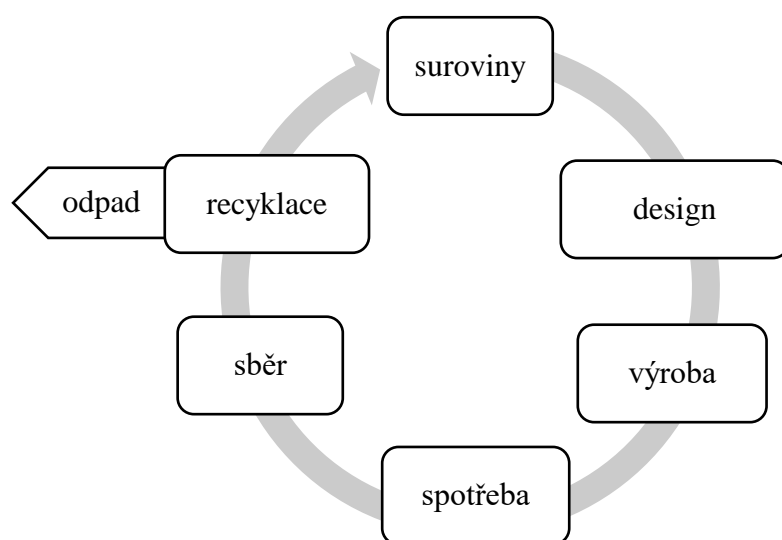 suroviny
design
výroba
spotřeba
sběr
recyklace
odpad